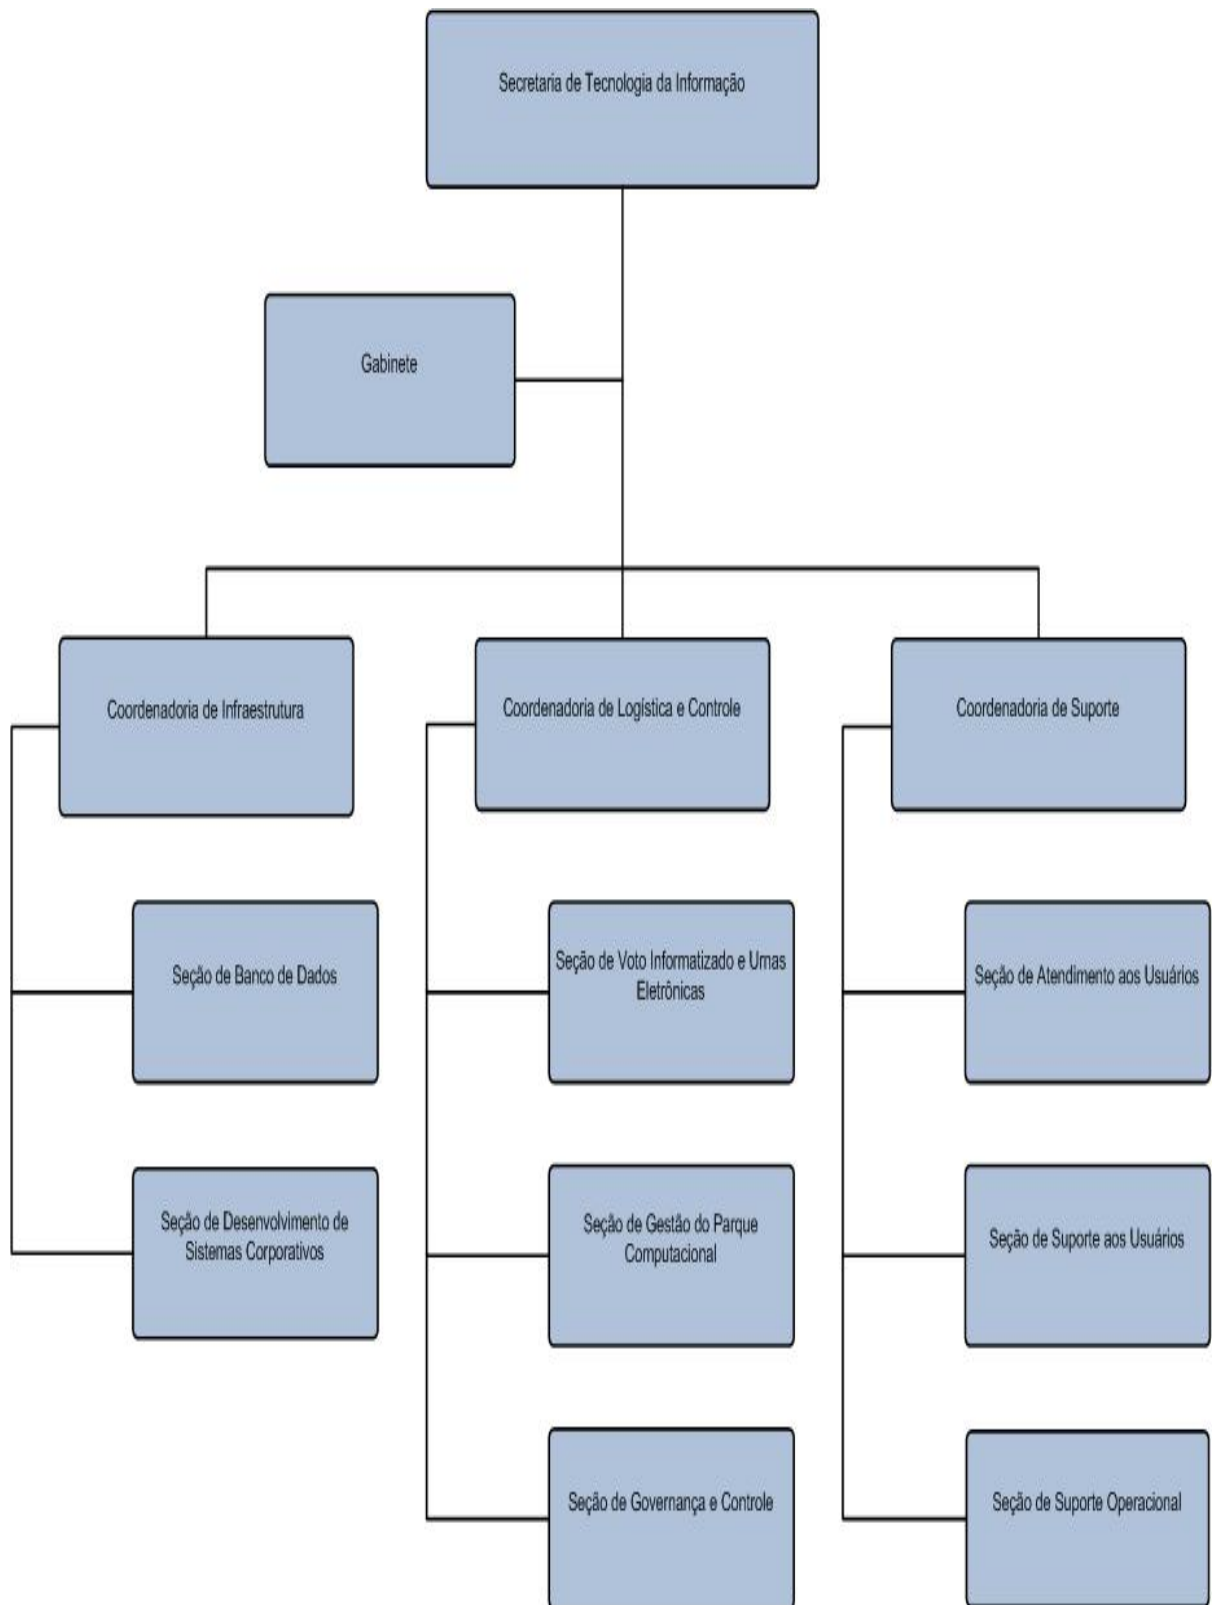 Secretaria de Tecnologia da Informação
Gabinete
Coordenadoria de Infraestrutura
Coordenadoria de Logística e Controle
Coordenadoria de Suporte
Seção de Banco de Dados
Seção de Voto Informatizado e Urnas
Eletrônicas
Seção de Atendimento aos Usuários
Seção de Desenvolvimento de
Sistemas Corporativos
Seção de Gestão do Parque
Computacional
Seção de Suporte aos Usuários
Seção de Governança e Controle
Seção de Suporte Operacional